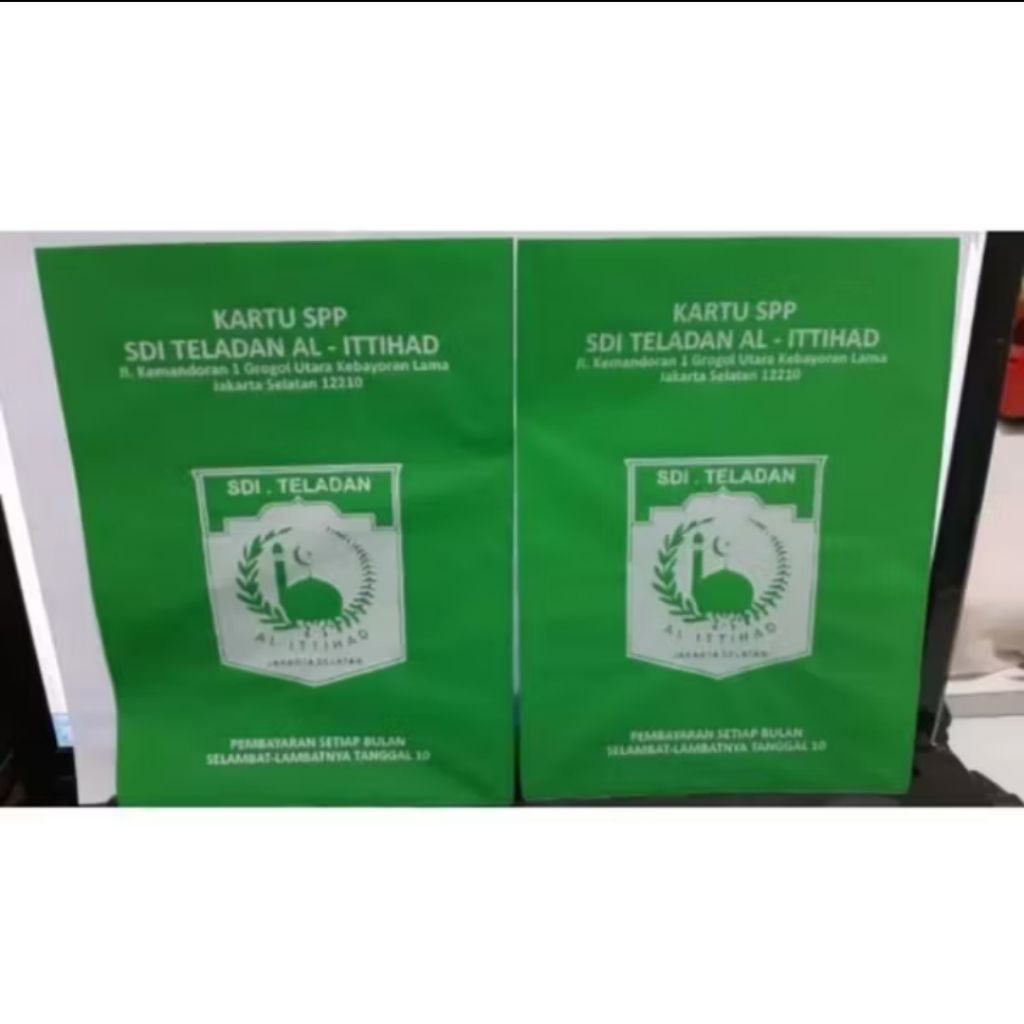 KARTU SPP
SDI TELADAN AL - ITTIHAD
Jl. Kemandoran 1 Grogol Utara Kebayoran Lama
Jakarta Selatan 12210
SDI . TELADAN
AL ITTIHAD
JAKARTA SELATAN
PEMBAYARAN SETIAP BULAN
SELAMBAT-LAMBATNYA TANGGAL 10
KARTU SPP
SDI TELADAN AL - ITTIHAD
Jl. Kemandoran 1 Grogol Utara Kebayoran Lama
Jakarta Selatan 12210
SDI . TELADAN
AL ITTIHAD
JAKARTA SELATAN
PEMBAYARAN SETIAP BULAN
SELAMBAT-LAMBATNYA TANGGAL 10